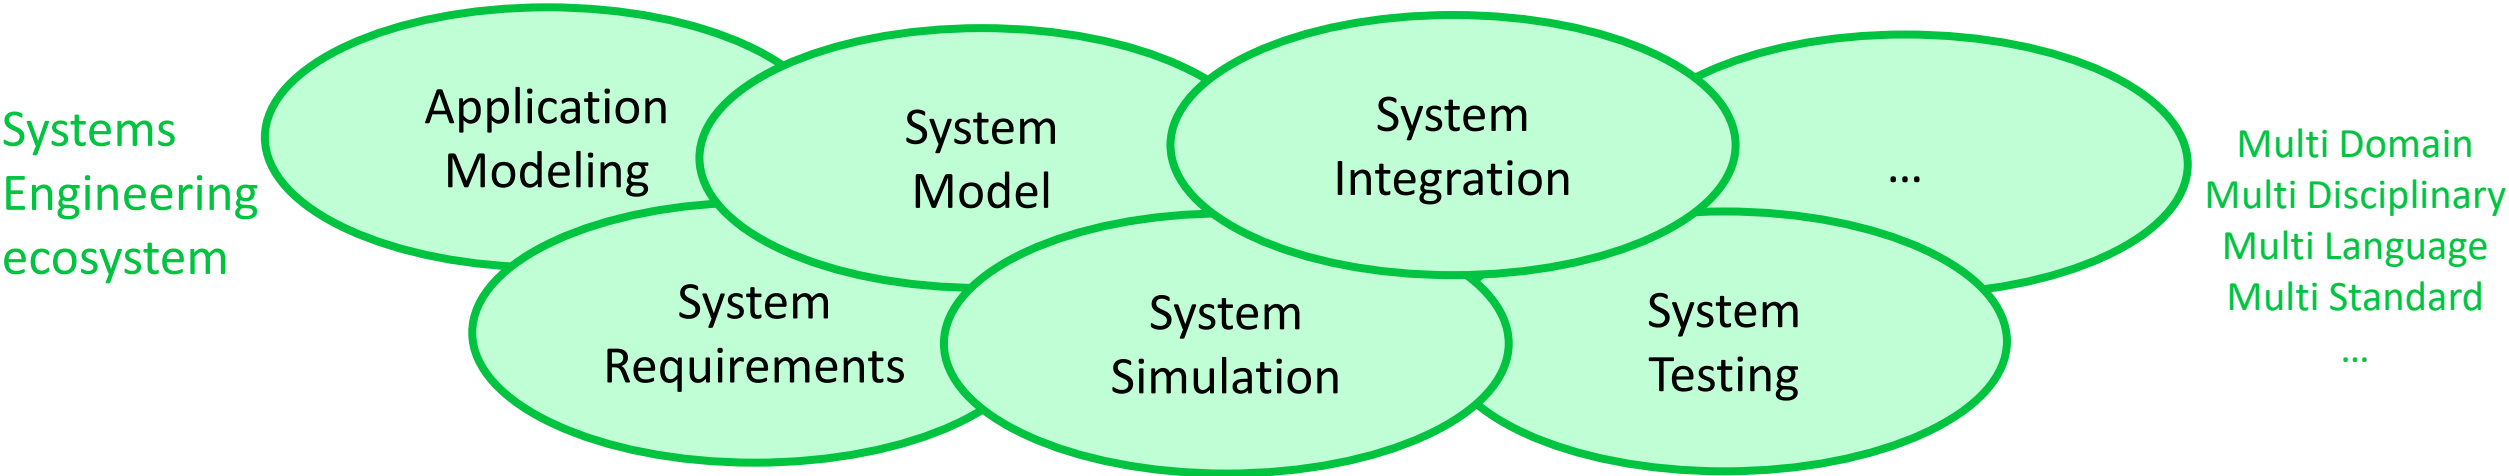 Systems
Engineering
ecosystem
Application
Modeling
System
Model
System
Integration
...
System
Requirements
System
Simulation
System
Testing
Multi Domain
Multi Disciplinary
Multi Language
Multi Standard
...